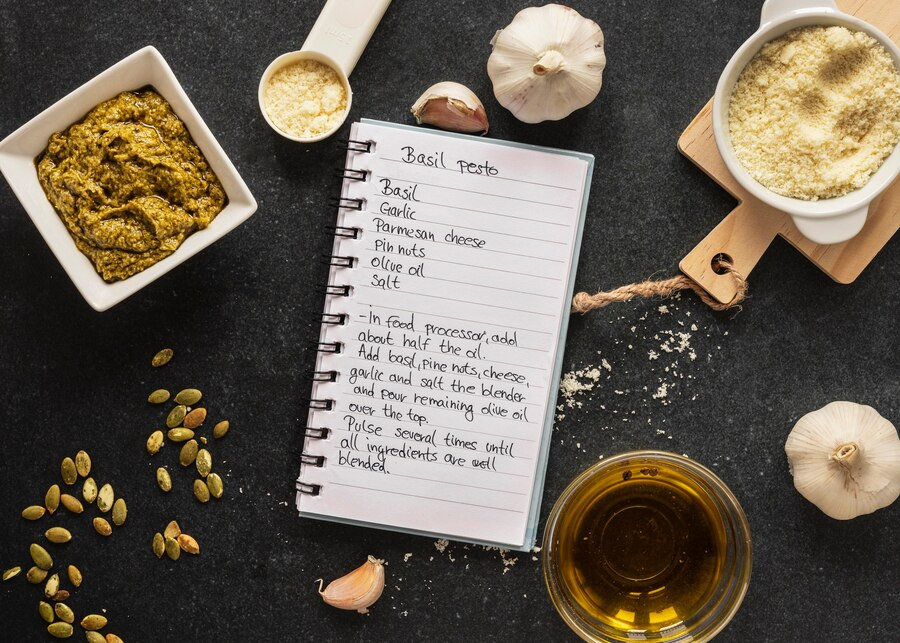 Basil pesto
Basil
Garlic
Parmesan cheese
Pin nuts
Olive oil
Salt
-In food processor, add
about half the oil.
Add basil, pine nuts, cheese,
garlic and salt the blender
and pour remaining olive oil
over the top.
Pulse several times until
all ingredients are well
blended.